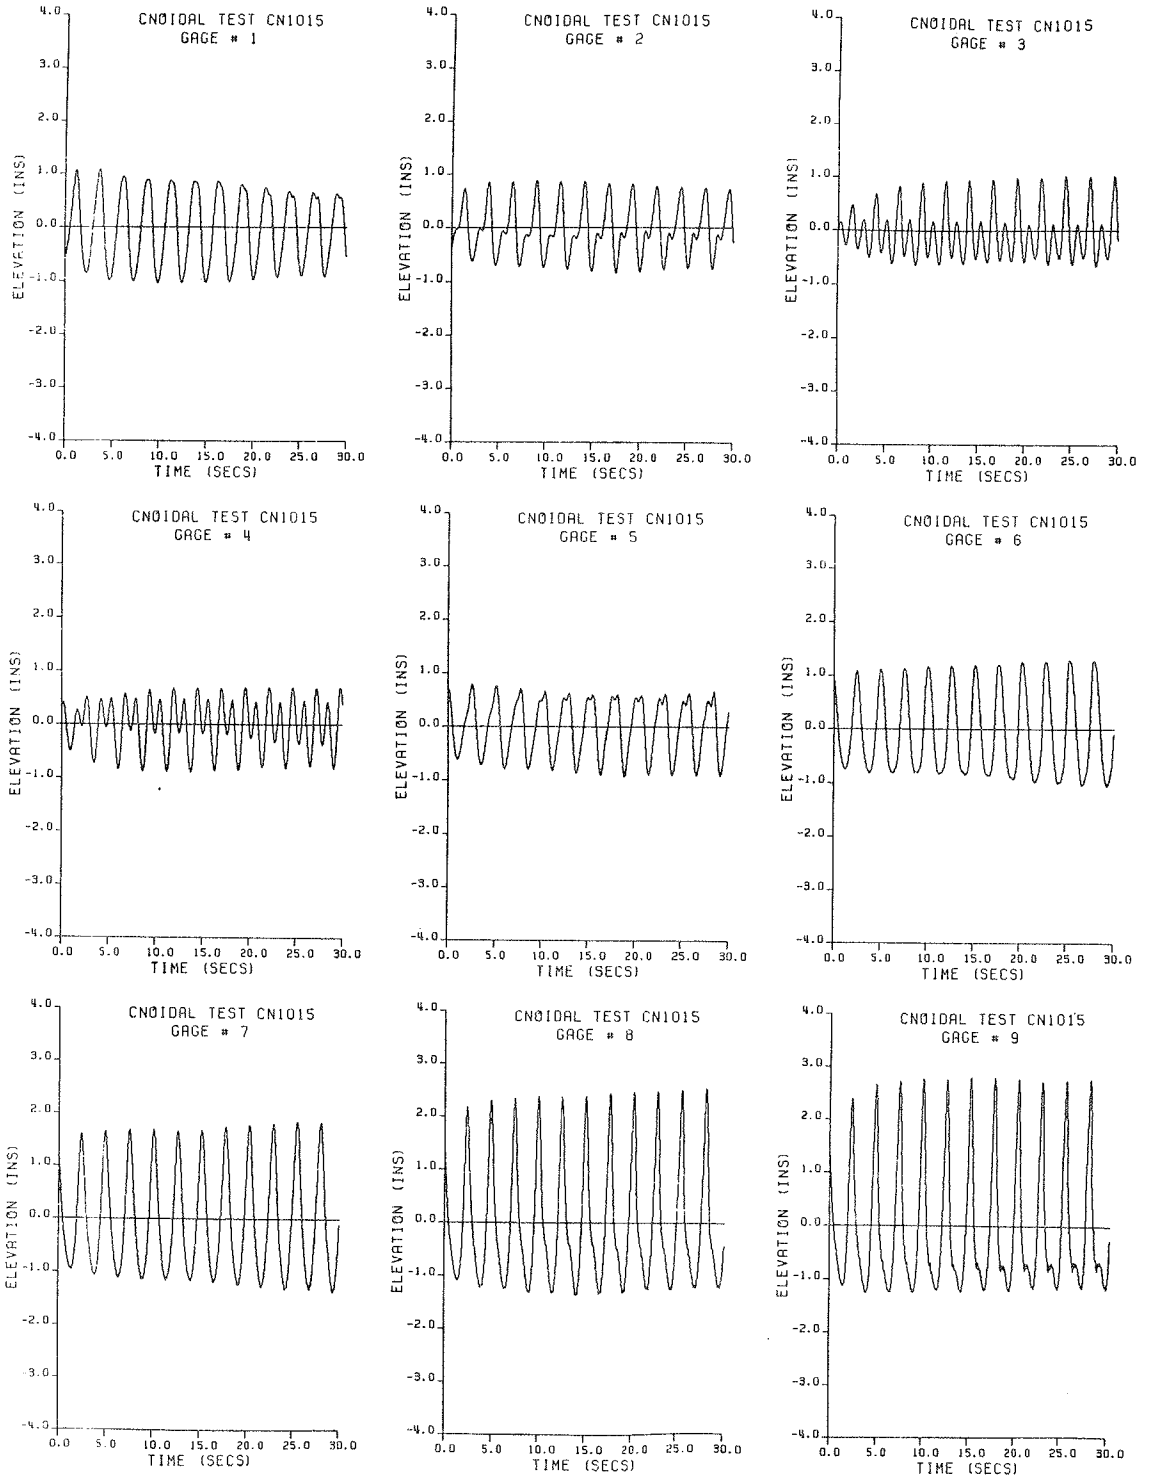 CNOIDAL TEST CN1015
GAGE # 1
ELEVATION (INS)
4.0
3.0
2.0
1.0
0.0
-1.0
-2.0
-3.0
-4.0
0.0 5.0 10.0 15.0 20.0 25.0 30.0
TIME (SECS)
CNOIDAL TEST CN1015
GAGE # 2
ELEVATION (INS)
4.0
3.0
2.0
1.0
0.0
-1.0
-2.0
-3.0
-4.0
0.0 5.0 10.0 15.0 20.0 25.0 30.0
TIME (SECS)
CNOIDAL TEST CN1015
GAGE # 3
ELEVATION (INS)
4.0
3.0
2.0
1.0
0.0
-1.0
-2.0
-3.0
-4.0
0.0 5.0 10.0 15.0 20.0 25.0 30.0
TIME (SECS)
CNOIDAL TEST CN1015
GAGE # 4
ELEVATION (INS)
4.0
3.0
2.0
1.0
0.0
-1.0
-2.0
-3.0
-4.0
0.0 5.0 10.0 15.0 20.0 25.0 30.0
TIME (SECS)
CNOIDAL TEST CN1015
GAGE # 5
ELEVATION (INS)
4.0
3.0
2.0
1.0
0.0
-1.0
-2.0
-3.0
-4.0
0.0 5.0 10.0 15.0 20.0 25.0 30.0
TIME (SECS)
CNOIDAL TEST CN1015
GAGE # 6
ELEVATION (INS)
4.0
3.0
2.0
1.0
0.0
-1.0
-2.0
-3.0
-4.0
0.0 5.0 10.0 15.0 20.0 25.0 30.0
TIME (SECS)
CNOIDAL TEST CN1015
GAGE # 7
ELEVATION (INS)
4.0
3.0
2.0
1.0
0.0
-1.0
-2.0
-3.0
-4.0
0.0 5.0 10.0 15.0 20.0 25.0 30.0
TIME (SECS)
CNOIDAL TEST CN1015
GAGE # 8
ELEVATION (INS)
4.0
3.0
2.0
1.0
0.0
-1.0
-2.0
-3.0
-4.0
0.0 5.0 10.0 15.0 20.0 25.0 30.0
TIME (SECS)
CNOIDAL TEST CN1015
GAGE # 9
ELEVATION (INS)
4.0
3.0
2.0
1.0
0.0
-1.0
-2.0
-3.0
-4.0
0.0 5.0 10.0 15.0 20.0 25.0 30.0
TIME (SECS)